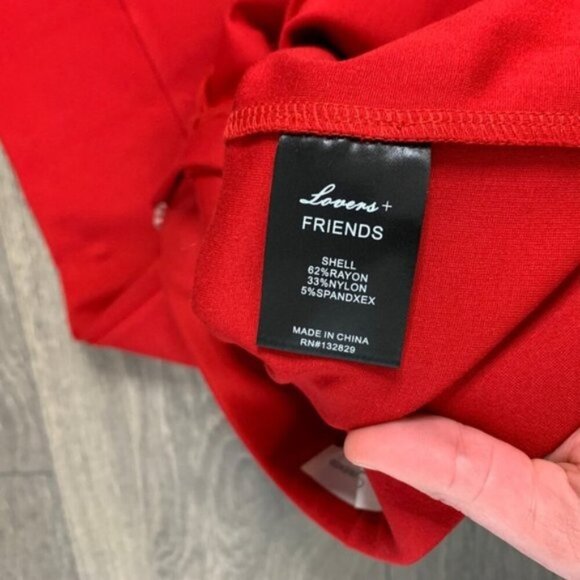 Lovers +
FRIENDS
SHELL
62%RAYON
33%NYLON
5%SPANDXEX
MADE IN CHINA
RN#132829